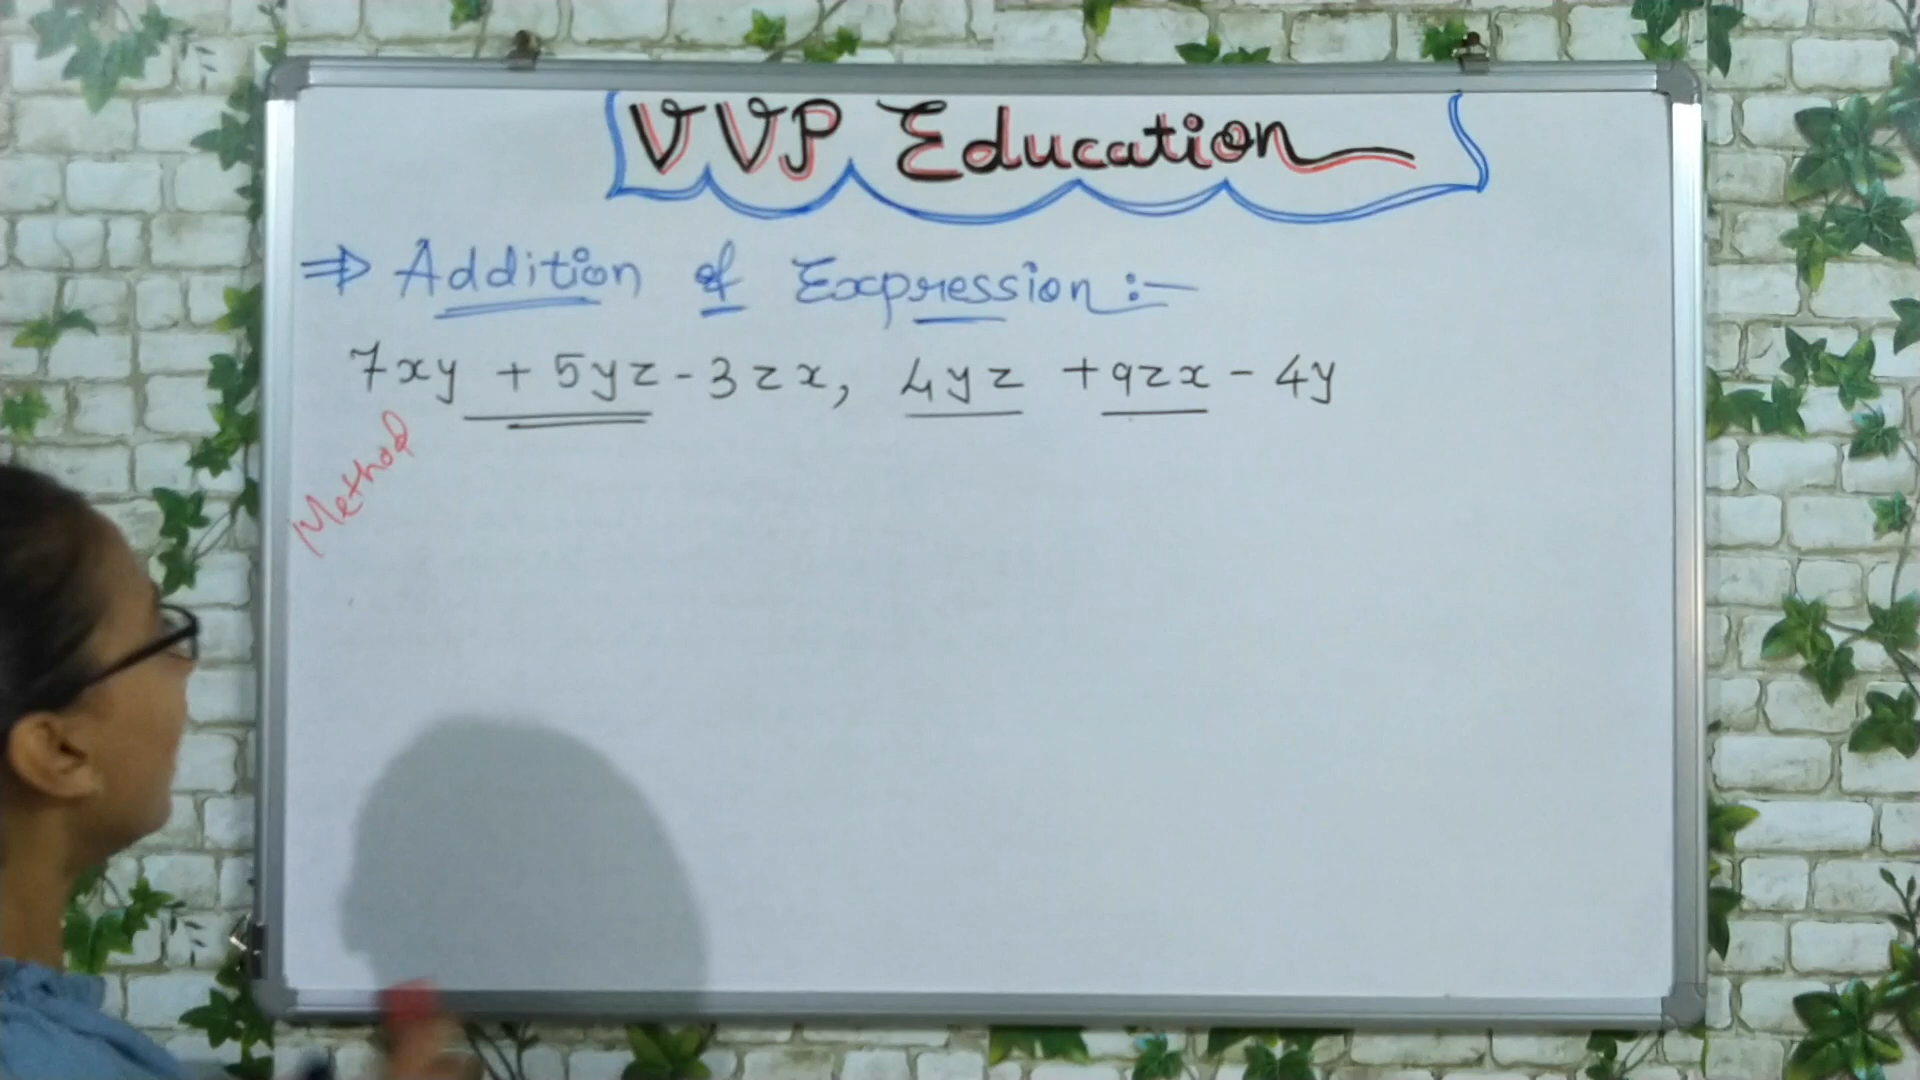 VVP Education
⇒ Addition of Expression :-
7xy + 5yz - 3zx, 4yz + 9zx - 4y
Method